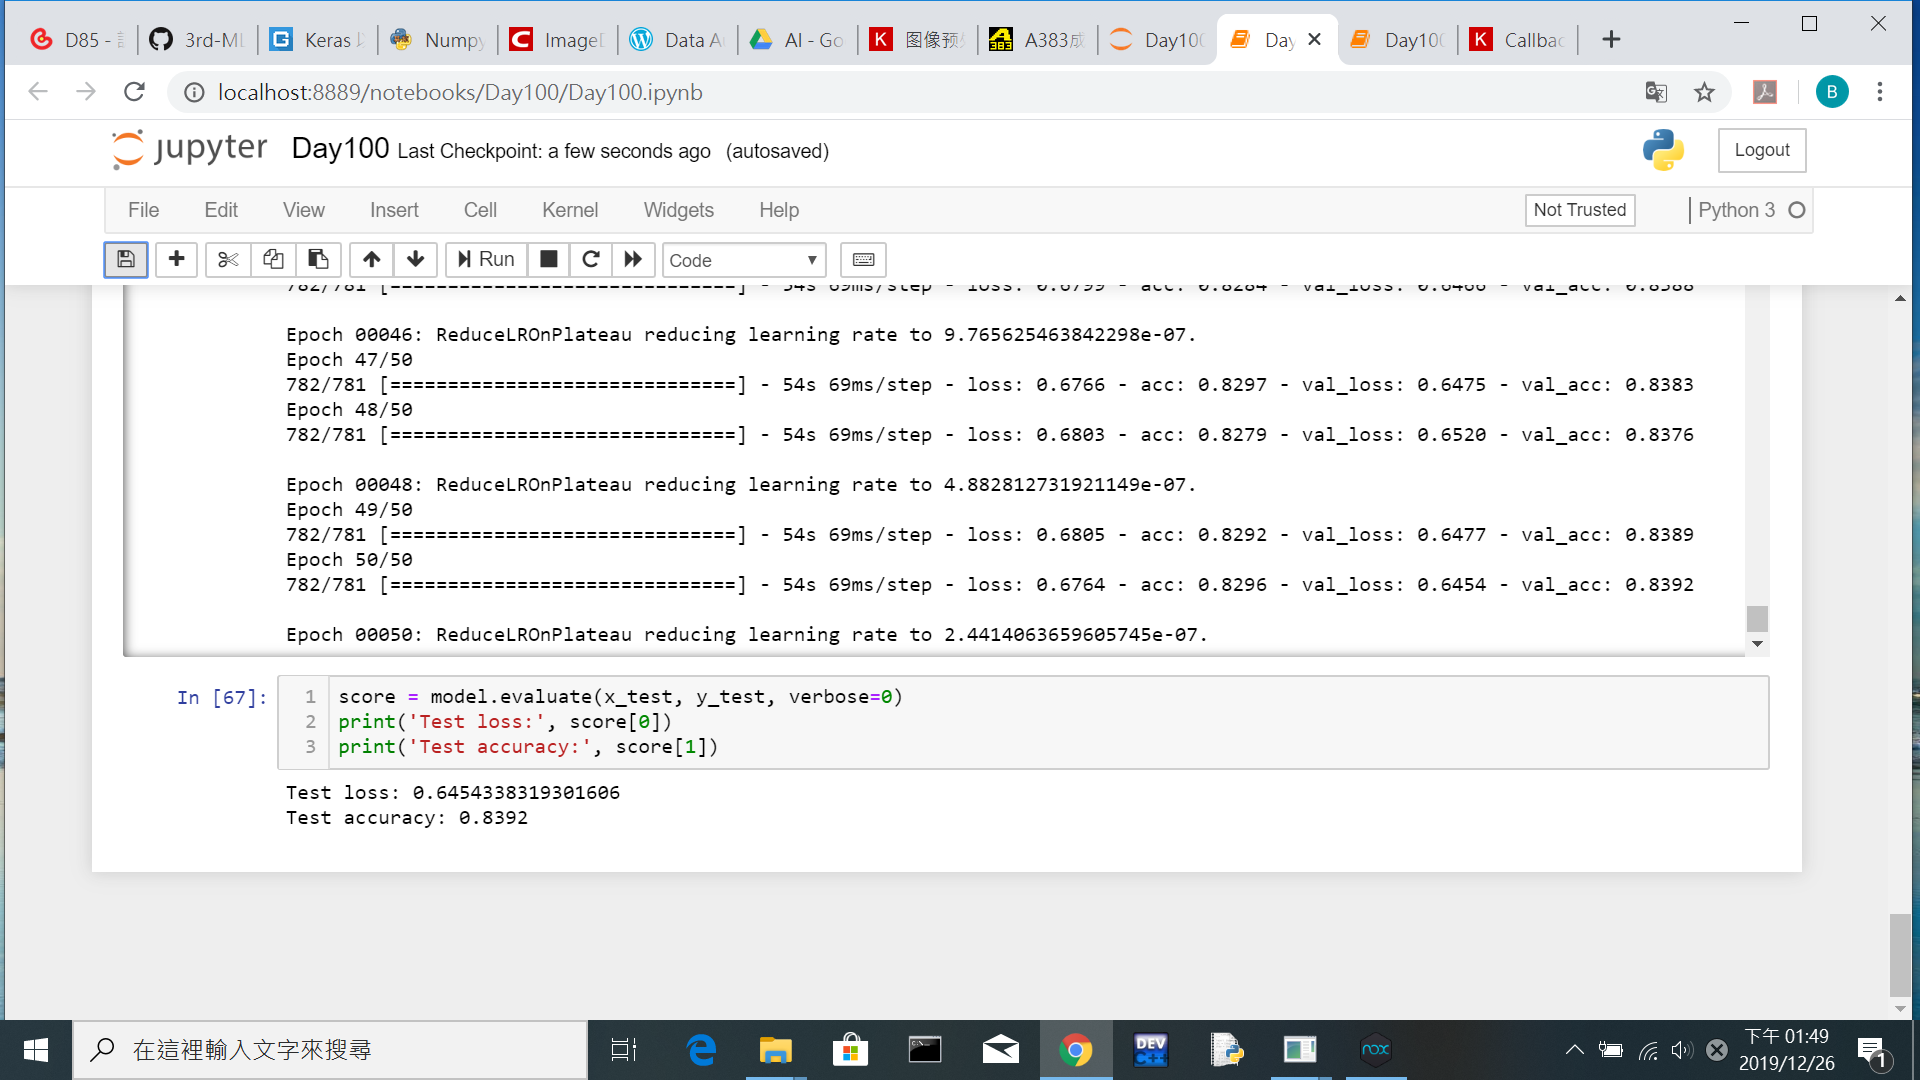 D85 -
3rd-ML
Keras
Numpy
ImageD
Data A
AI - Go
图像预
A383成
Day100
Day
Day100
Callbac
localhost:8889/notebooks/Day100/Day100.ipynb
B
jupyter Day100 Last Checkpoint: a few seconds ago (autosaved)
Logout
File Edit View Insert Cell Kernel Widgets Help
Not Trusted
Python 3
Run
Code
782/781 [==============================] - 54s 69ms/step - loss: 0.6799 - acc: 0.8284 - val_loss: 0.6466 - val_acc: 0.8388
Epoch 00046: ReduceLROnPlateau reducing learning rate to 9.765625463842298e-07.
Epoch 47/50
782/781 [==============================] - 54s 69ms/step - loss: 0.6766 - acc: 0.8297 - val_loss: 0.6475 - val_acc: 0.8383
Epoch 48/50
782/781 [==============================] - 54s 69ms/step - loss: 0.6803 - acc: 0.8279 - val_loss: 0.6520 - val_acc: 0.8376
Epoch 00048: ReduceLROnPlateau reducing learning rate to 4.882812731921149e-07.
Epoch 49/50
782/781 [==============================] - 54s 69ms/step - loss: 0.6805 - acc: 0.8292 - val_loss: 0.6477 - val_acc: 0.8389
Epoch 50/50
782/781 [==============================] - 54s 69ms/step - loss: 0.6764 - acc: 0.8296 - val_loss: 0.6454 - val_acc: 0.8392
Epoch 00050: ReduceLROnPlateau reducing learning rate to 2.4414063659605745e-07.
In [67]:
1 score = model.evaluate(x_test, y_test, verbose=0)
2 print('Test loss:', score[0])
3 print('Test accuracy:', score[1])
Test loss: 0.6454338319301606
Test accuracy: 0.8392
在這裡輸入文字來搜尋
DEV
C++
nox
下午 01:49
2019/12/26
1